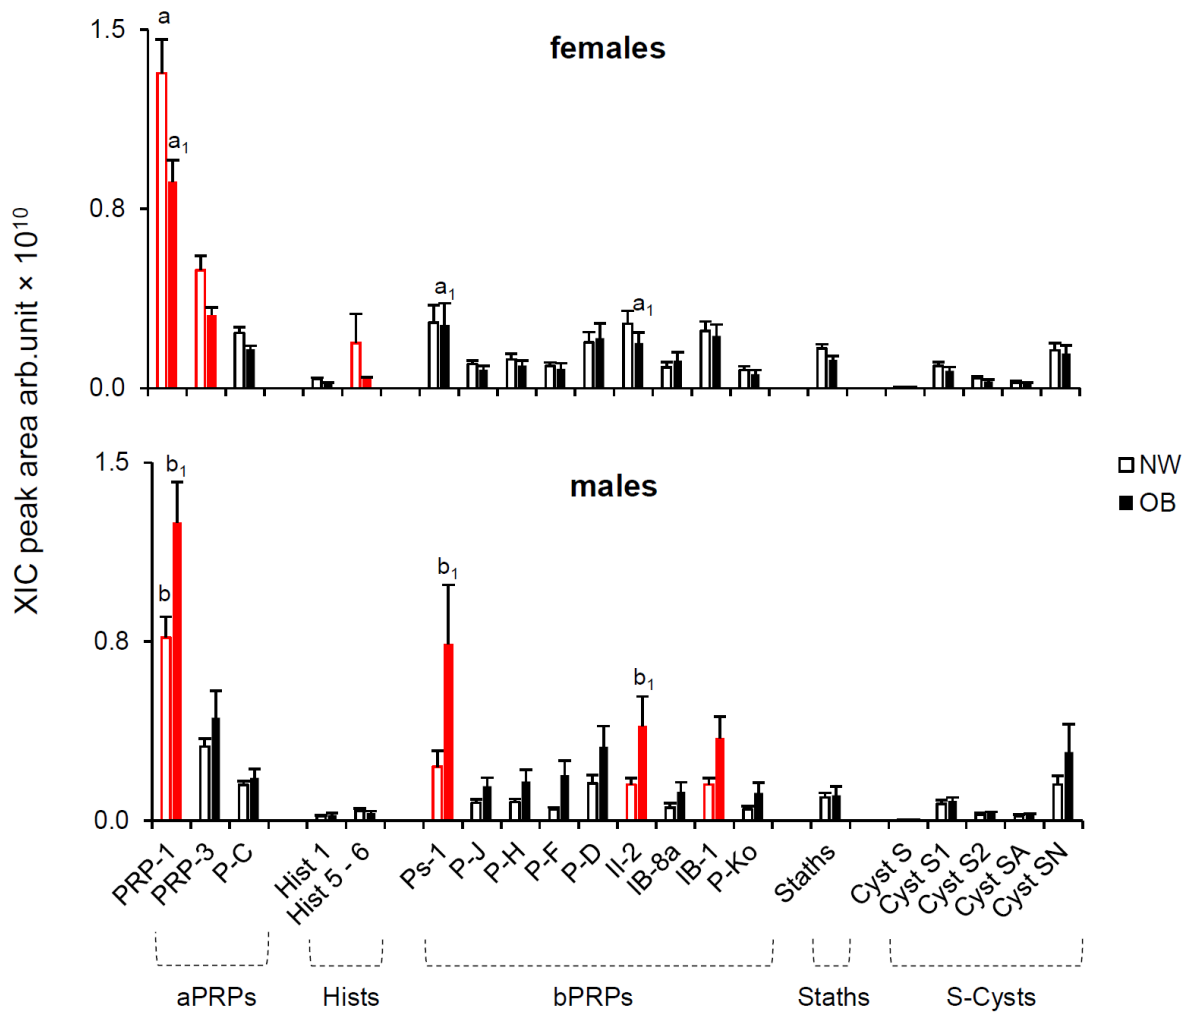 XIC peak area arb.unit × 10¹⁰
females
1.5
0.8
0.0
a
a₁
a₁
a₁
males
1.5
0.8
0.0
b
b₁
b₁
b₁
NW
OB
PRP-1
PRP-3
P-C
Hist 1
Hist 5 - 6
Ps-1
P-J
P-H
P-F
P-D
II-2
IB-8a
IB-1
P-Ko
Staths
Cyst S
Cyst S1
Cyst S2
Cyst SA
Cyst SN
aPRPs
Hists
bPRPs
Staths
S-Cysts